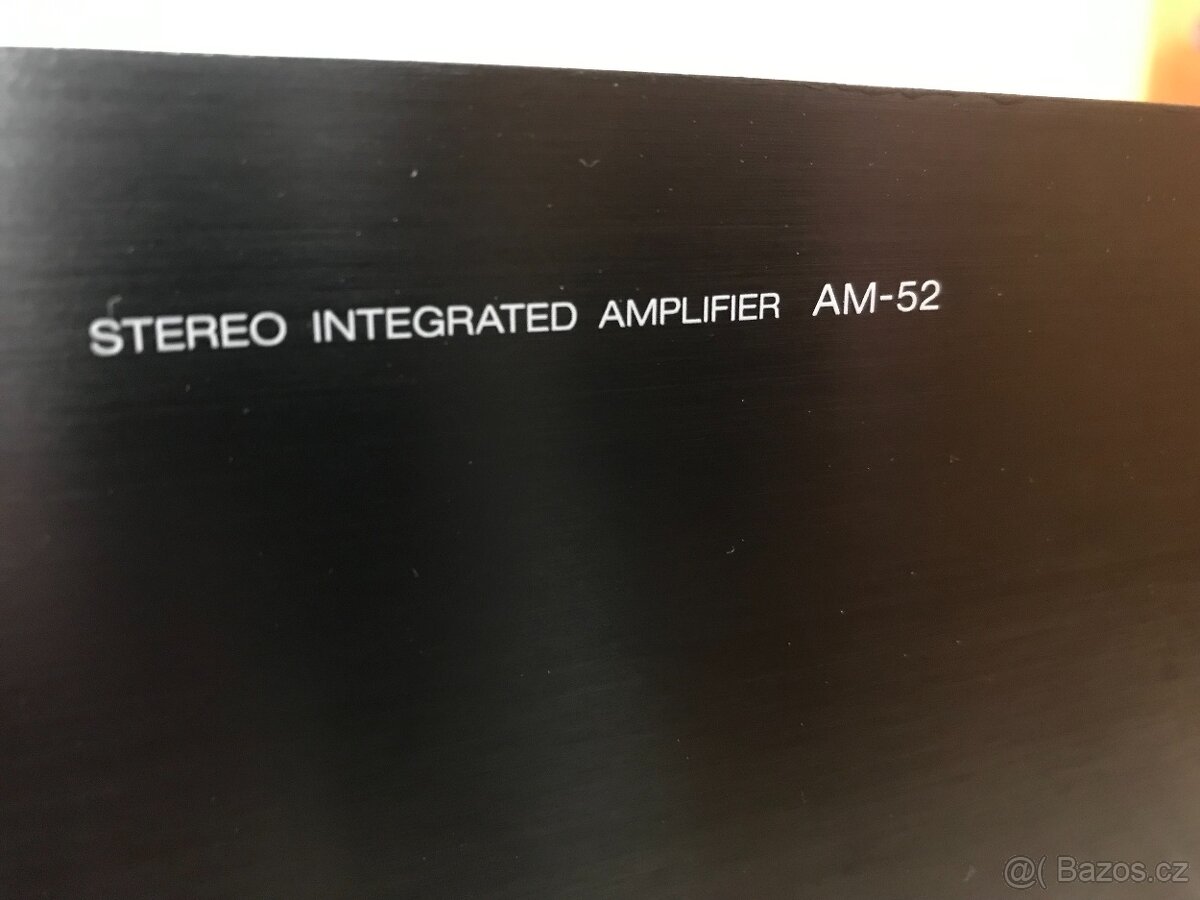 STEREO INTEGRATED AMPLIFIER AM-52
@( Bazos.cz